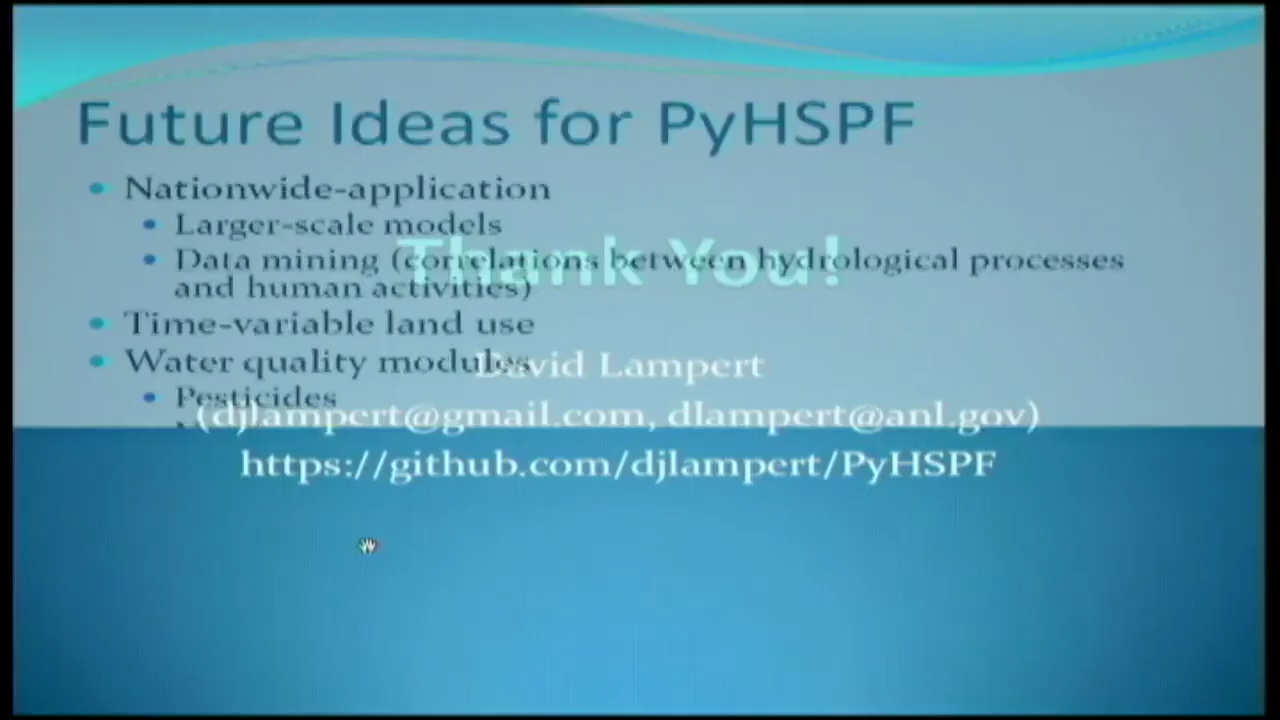 Future Ideas for PyHSPF
• Nationwide-application
• Larger-scale models
• Data mining (correlations between hydrological processes
and human activities)
• Time-variable land use
• Water quality modules
• Pesticides
Thank You!
David Lampert
(djlampert@gmail.com, dlampert@anl.gov)
https://github.com/djlampert/PyHSPF